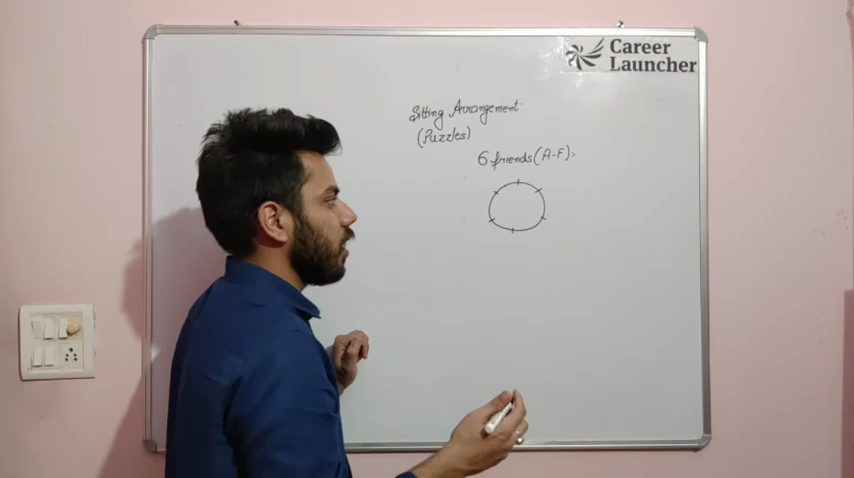 Career
Launcher
Sitting Arrangement
(Puzzles)
6 friends (A-F)